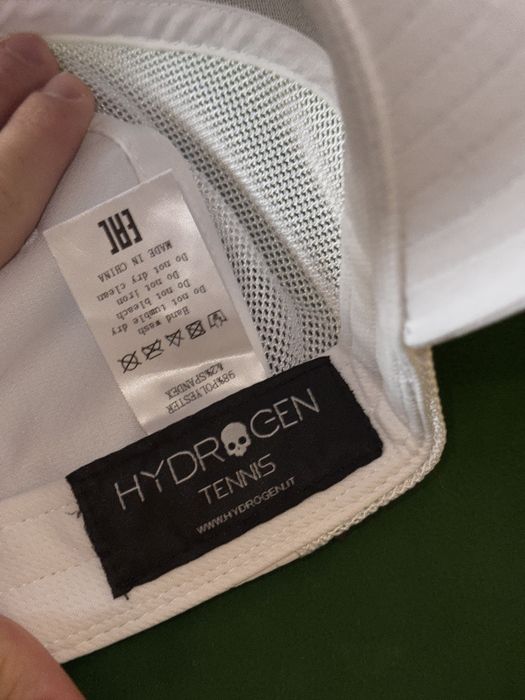 98%POLYESTER
&2%SPANDEX
Hand wash
Do not tumble dry
Do not bleach
Do not iron
Do not dry clean
MADE IN CHINA
EAC
HYDROGEN
TENNIS
WWW.HYDROGEN.IT